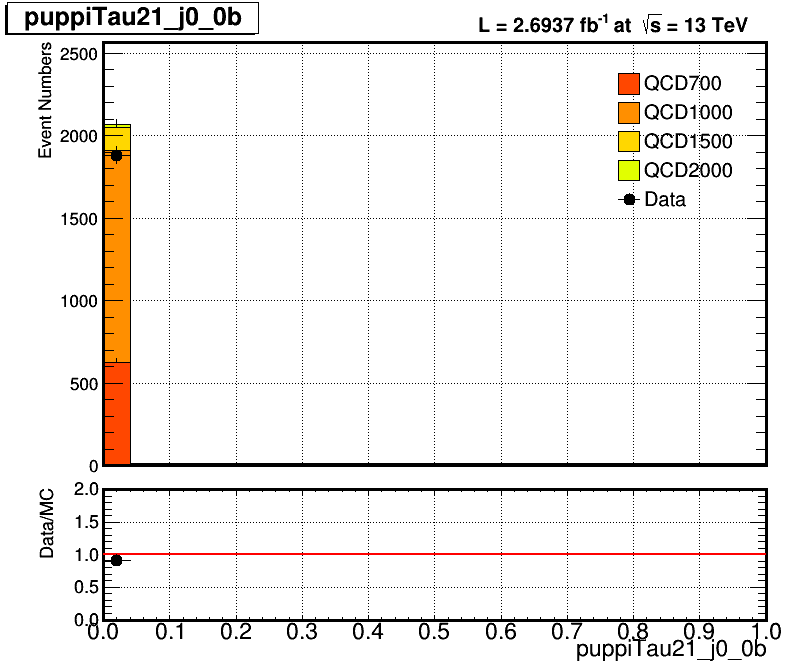 puppiTau21_j0_0b
L = 2.6937 fb-1 at √s = 13 TeV
Event Numbers
2500
2000
1500
1000
500
0
QCD700
QCD1000
QCD1500
QCD2000
Data
Data/MC
2.0
1.5
1.0
0.5
0.0
0.0 0.1 0.2 0.3 0.4 0.5 0.6 0.7 0.8 0.9 1.0
puppiTau21_j0_0b